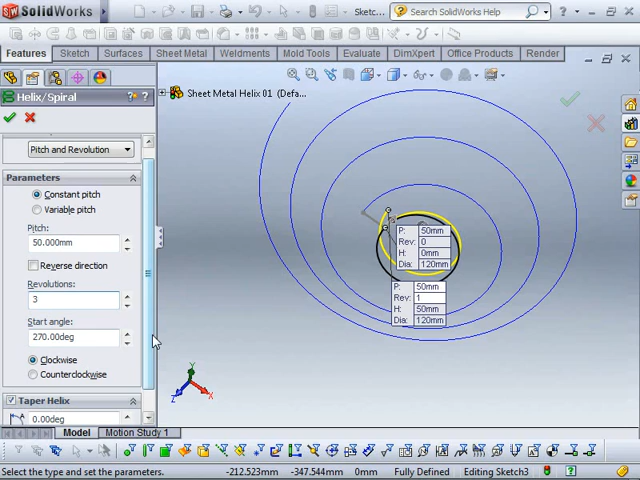 SolidWorks
Sketc...
Search SolidWorks Help
Features
Sketch
Surfaces
Sheet Metal
Weldments
Mold Tools
Evaluate
DimXpert
Office Products
Render
Helix/Spiral
Sheet Metal Helix 01 (Defa...
Pitch and Revolution
Parameters
Constant pitch
Variable pitch
Pitch:
50.000mm
Reverse direction
Revolutions:
3
Start angle:
270.00deg
Clockwise
Counterclockwise
Taper Helix
0.00deg
P: 50mm
Rev: 0
H: 0mm
Dia: 120mm
P: 50mm
Rev: 1
H: 50mm
Dia: 120mm
Y
Z
X
Model
Motion Study 1
Select the type and set the parameters.
-212.523mm
-347.544mm
0mm
Fully Defined
Editing Sketch3